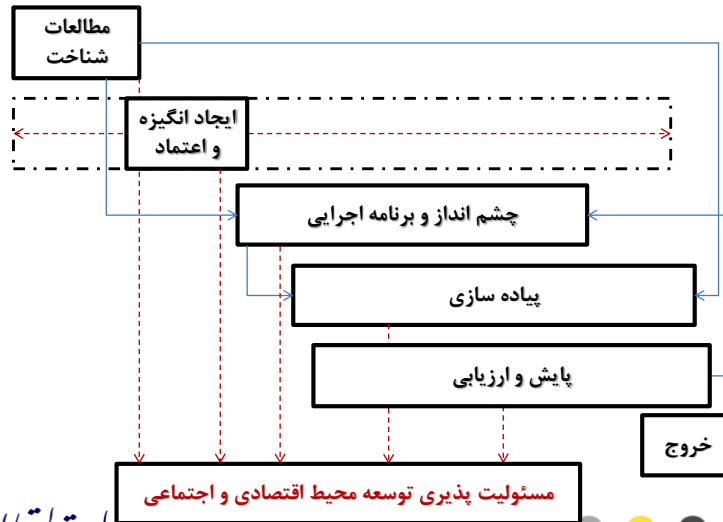 مطالعات
شناخت
ایجاد انگیزه
و اعتماد
چشم انداز و برنامه اجرایی
پیاده سازی
پایش و ارزیابی
خروج
مسئولیت پذیری توسعه محیط اقتصادی و اجتماعی